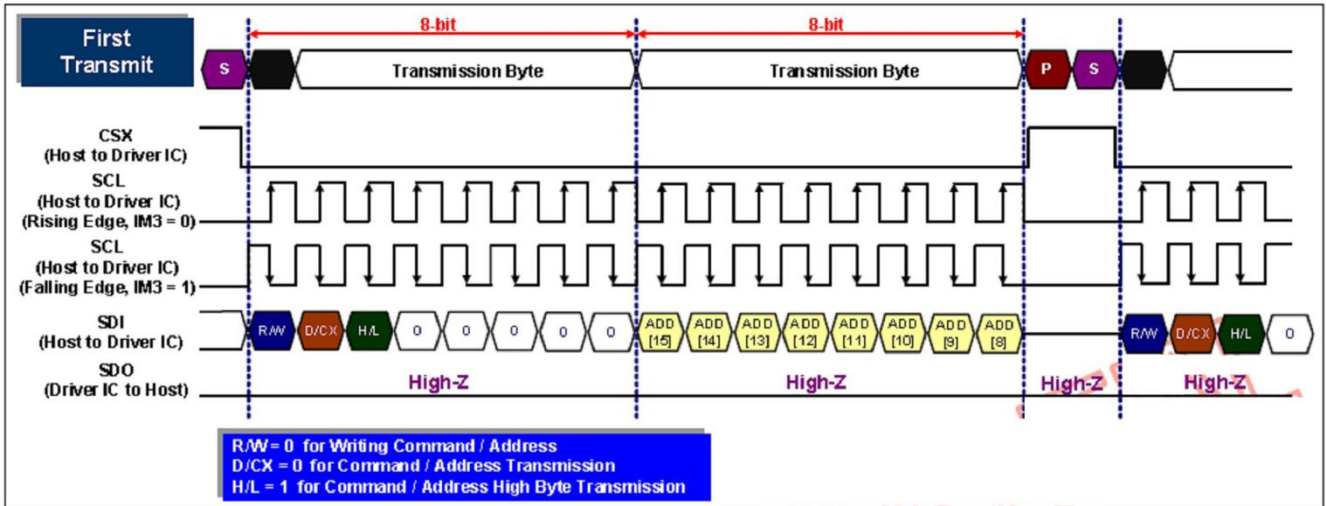 First
Transmit
8-bit 8-bit
S Transmission Byte Transmission Byte P S
CSX
(Host to Driver IC)
SCL
(Host to Driver IC)
(Rising Edge, IM3 = 0)
SCL
(Host to Driver IC)
(Falling Edge, IM3 = 1)
SDI
(Host to Driver IC)
R/W D/CX H/L 0 0 0 0 0 ADD [15] ADD [14] ADD [13] ADD [12] ADD [11] ADD [10] ADD [9] ADD [8] R/W D/CX H/L 0
SDO
(Driver IC to Host)
High-Z High-Z High-Z High-Z
R/W = 0 for Writing Command / Address
D/CX = 0 for Command / Address Transmission
H/L = 1 for Command / Address High Byte Transmission